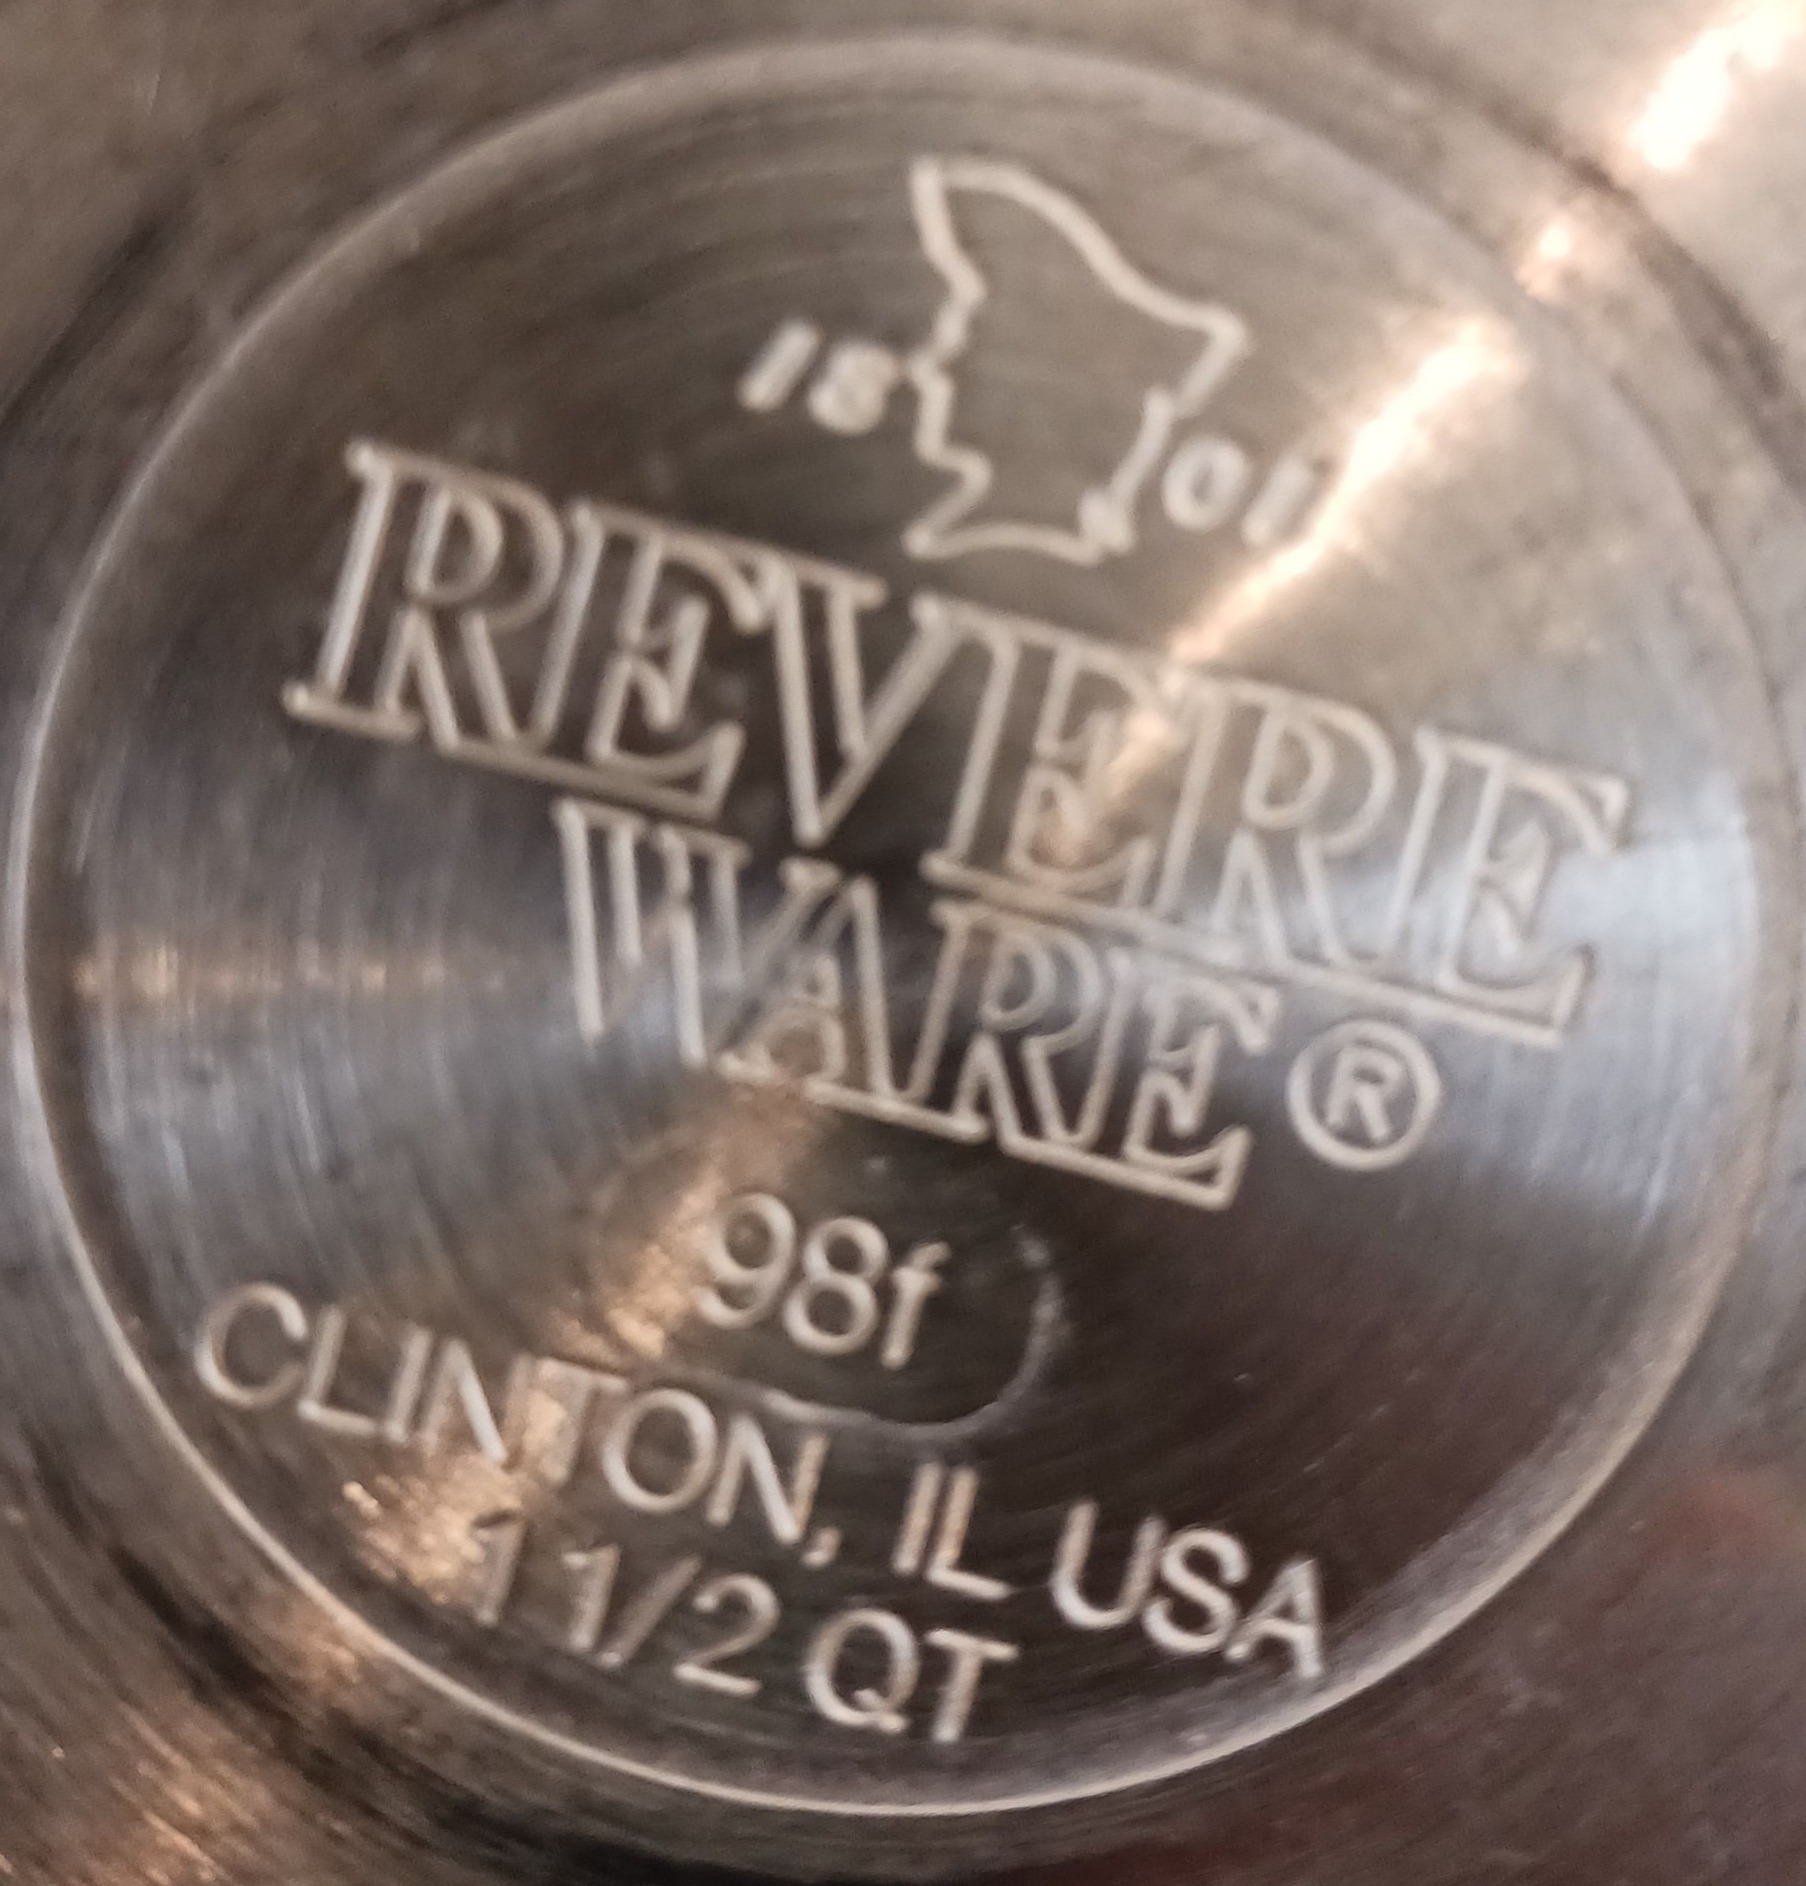 18 01
REVERE
WARE®
98f
CLINTON, IL USA
1 1/2 QT